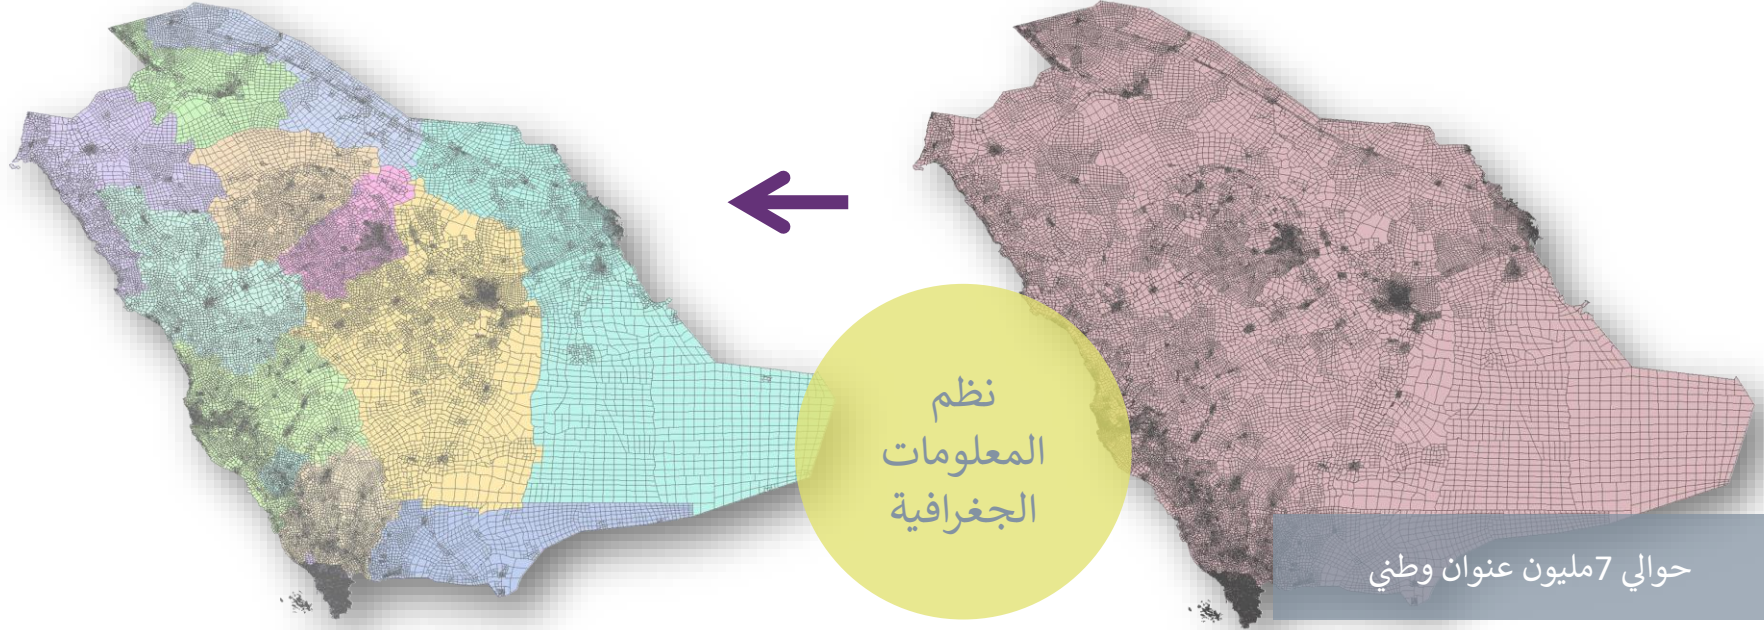 نظم
المعلومات
الجغرافية
حوالي 7مليون عنوان وطني